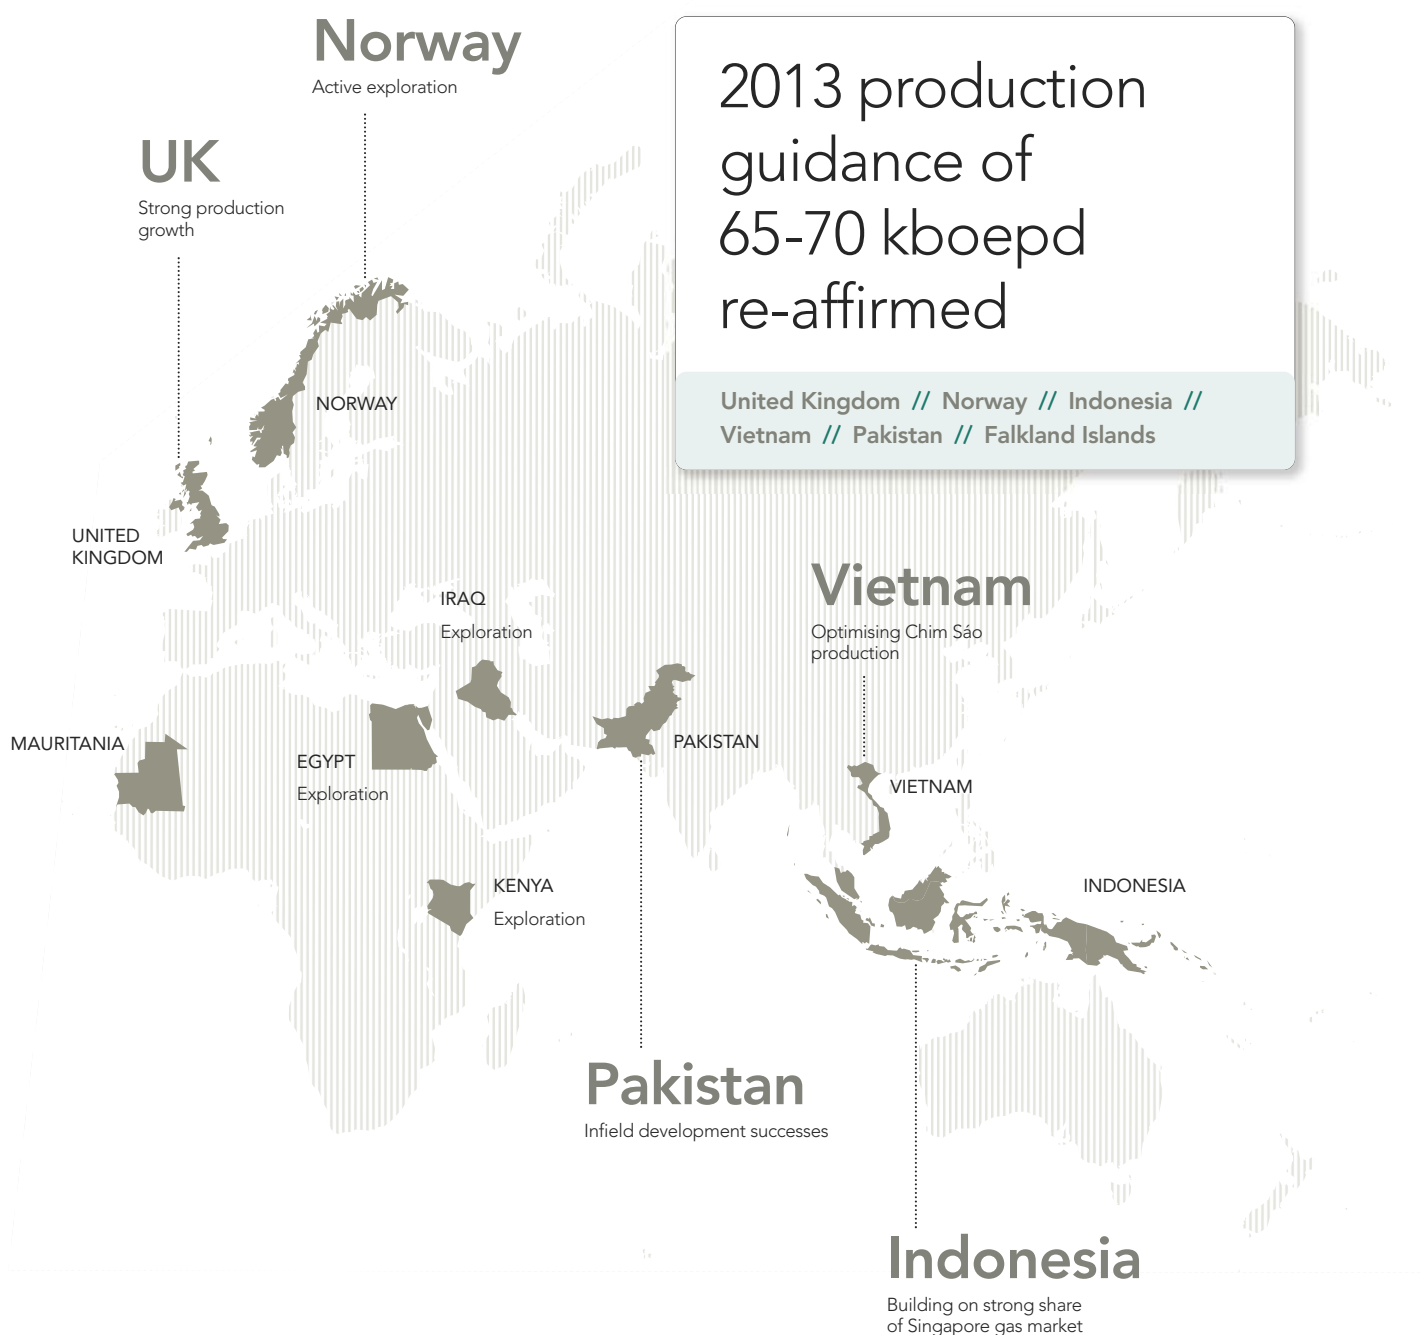 Norway
Active exploration
UK
Strong production
growth
2013 production
guidance of
65-70 kboepd
re-affirmed
United Kingdom // Norway // Indonesia //
Vietnam // Pakistan // Falkland Islands
NORWAY
UNITED
KINGDOM
IRAQ
Exploration
Vietnam
Optimising Chim Sáo
production
MAURITANIA
EGYPT
Exploration
PAKISTAN
VIETNAM
KENYA
Exploration
INDONESIA
Pakistan
Infield development successes
Indonesia
Building on strong share
of Singapore gas market